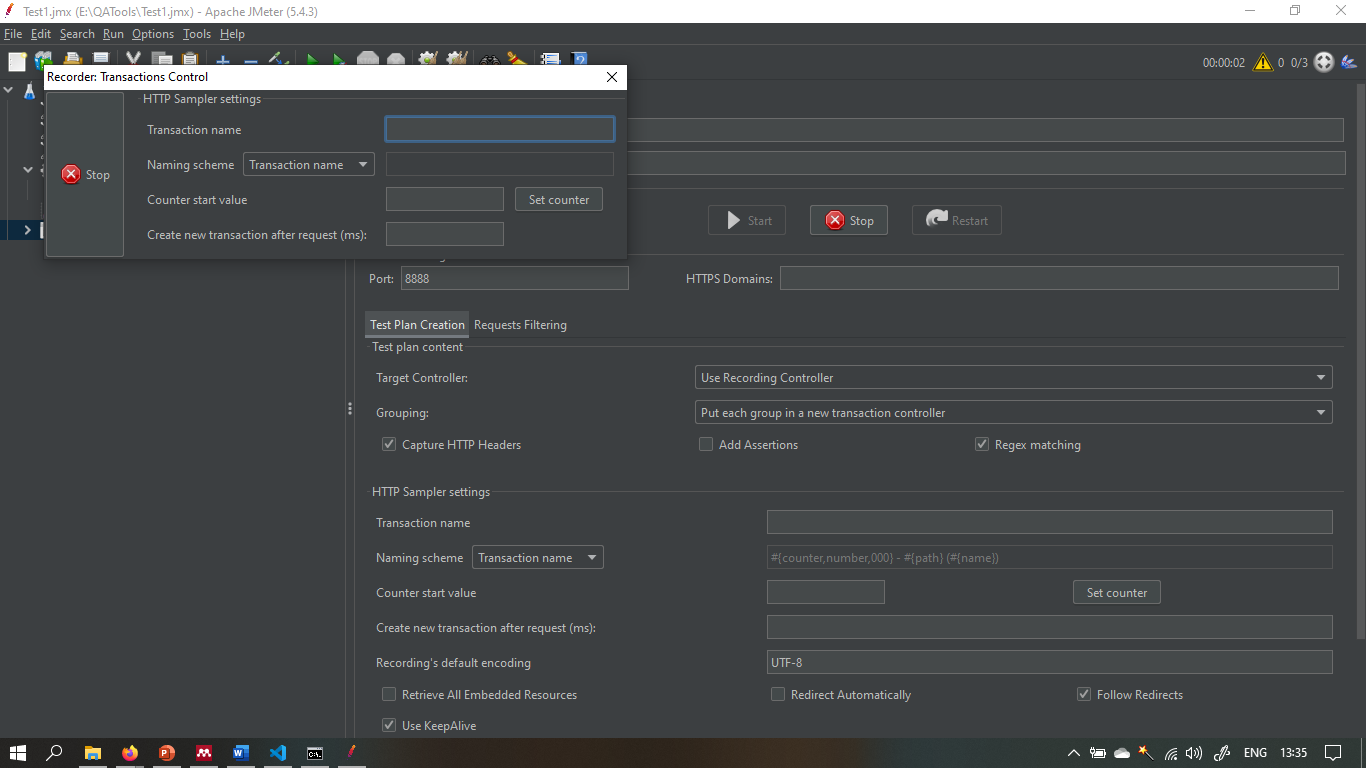 Test1.jmx (E:\QATools\Test1.jmx) - Apache JMeter (5.4.3)
File Edit Search Run Options Tools Help
00:00:02 0 0/3
Recorder: Transactions Control
HTTP Sampler settings
Transaction name
Naming scheme Transaction name
Stop
Counter start value Set counter
Create new transaction after request (ms):
Start Stop Restart
Port: 8888 HTTPS Domains:
Test Plan Creation Requests Filtering
Test plan content
Target Controller: Use Recording Controller
Grouping: Put each group in a new transaction controller
Capture HTTP Headers Add Assertions Regex matching
HTTP Sampler settings
Transaction name
Naming scheme Transaction name #{counter,number,000} - #{path} (#{name})
Counter start value Set counter
Create new transaction after request (ms):
Recording's default encoding UTF-8
Retrieve All Embedded Resources Redirect Automatically Follow Redirects
Use KeepAlive
ENG 13:35